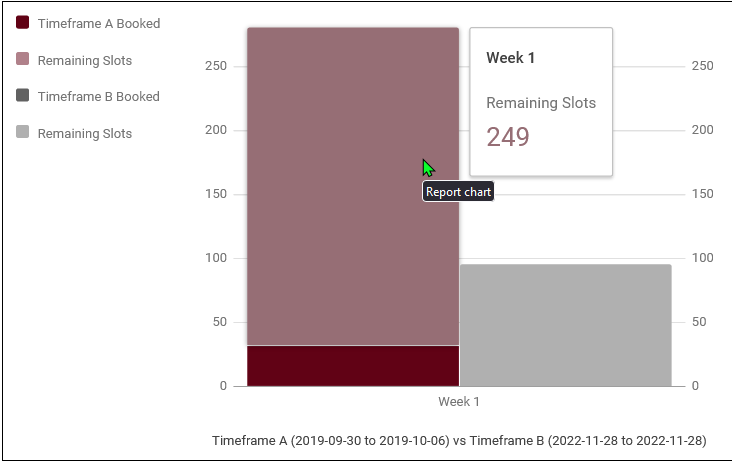 Timeframe A Booked
Remaining Slots
Timeframe B Booked
Remaining Slots
250
200
150
100
50
0
Week 1
Remaining Slots
249
Report chart
250
200
150
100
50
0
Week 1
Timeframe A (2019-09-30 to 2019-10-06) vs Timeframe B (2022-11-28 to 2022-11-28)